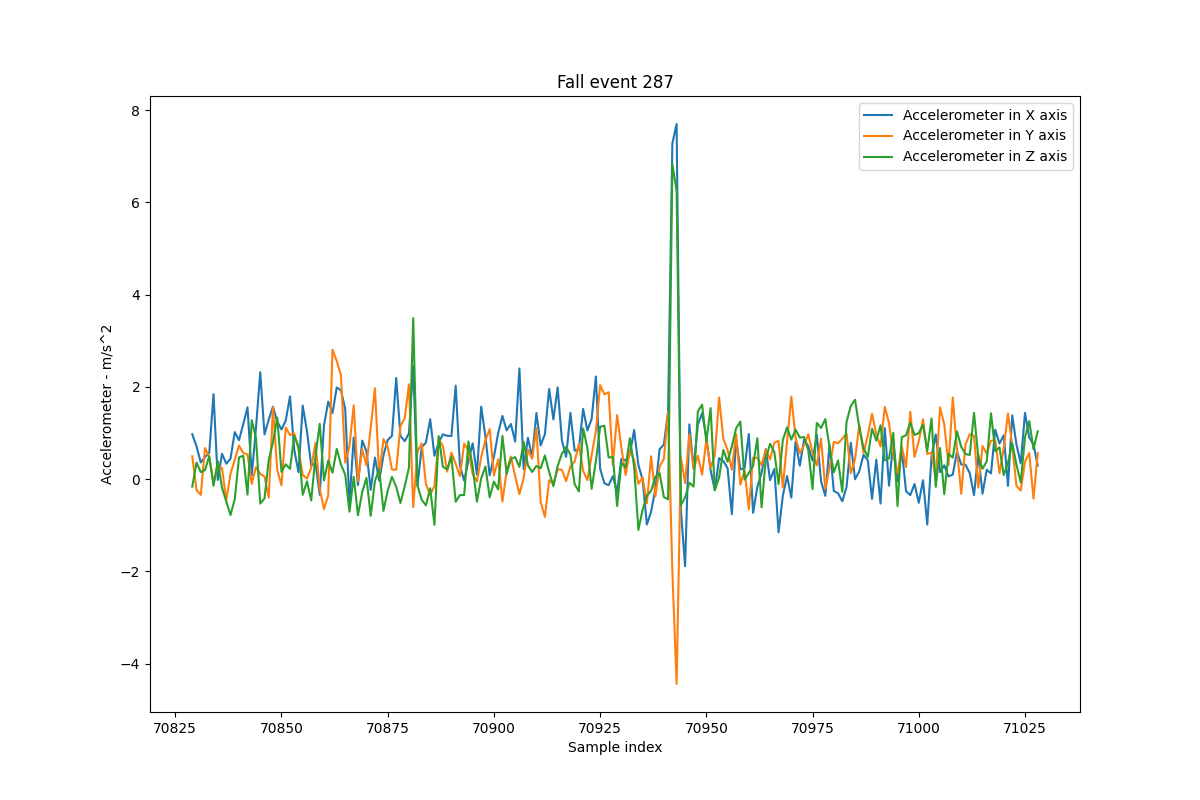 Fall event 287
Accelerometer in X axis
Accelerometer in Y axis
Accelerometer in Z axis
8
6
4
2
0
−2
−4
Accelerometer - m/s^2
70825 70850 70875 70900 70925 70950 70975 71000 71025
Sample index